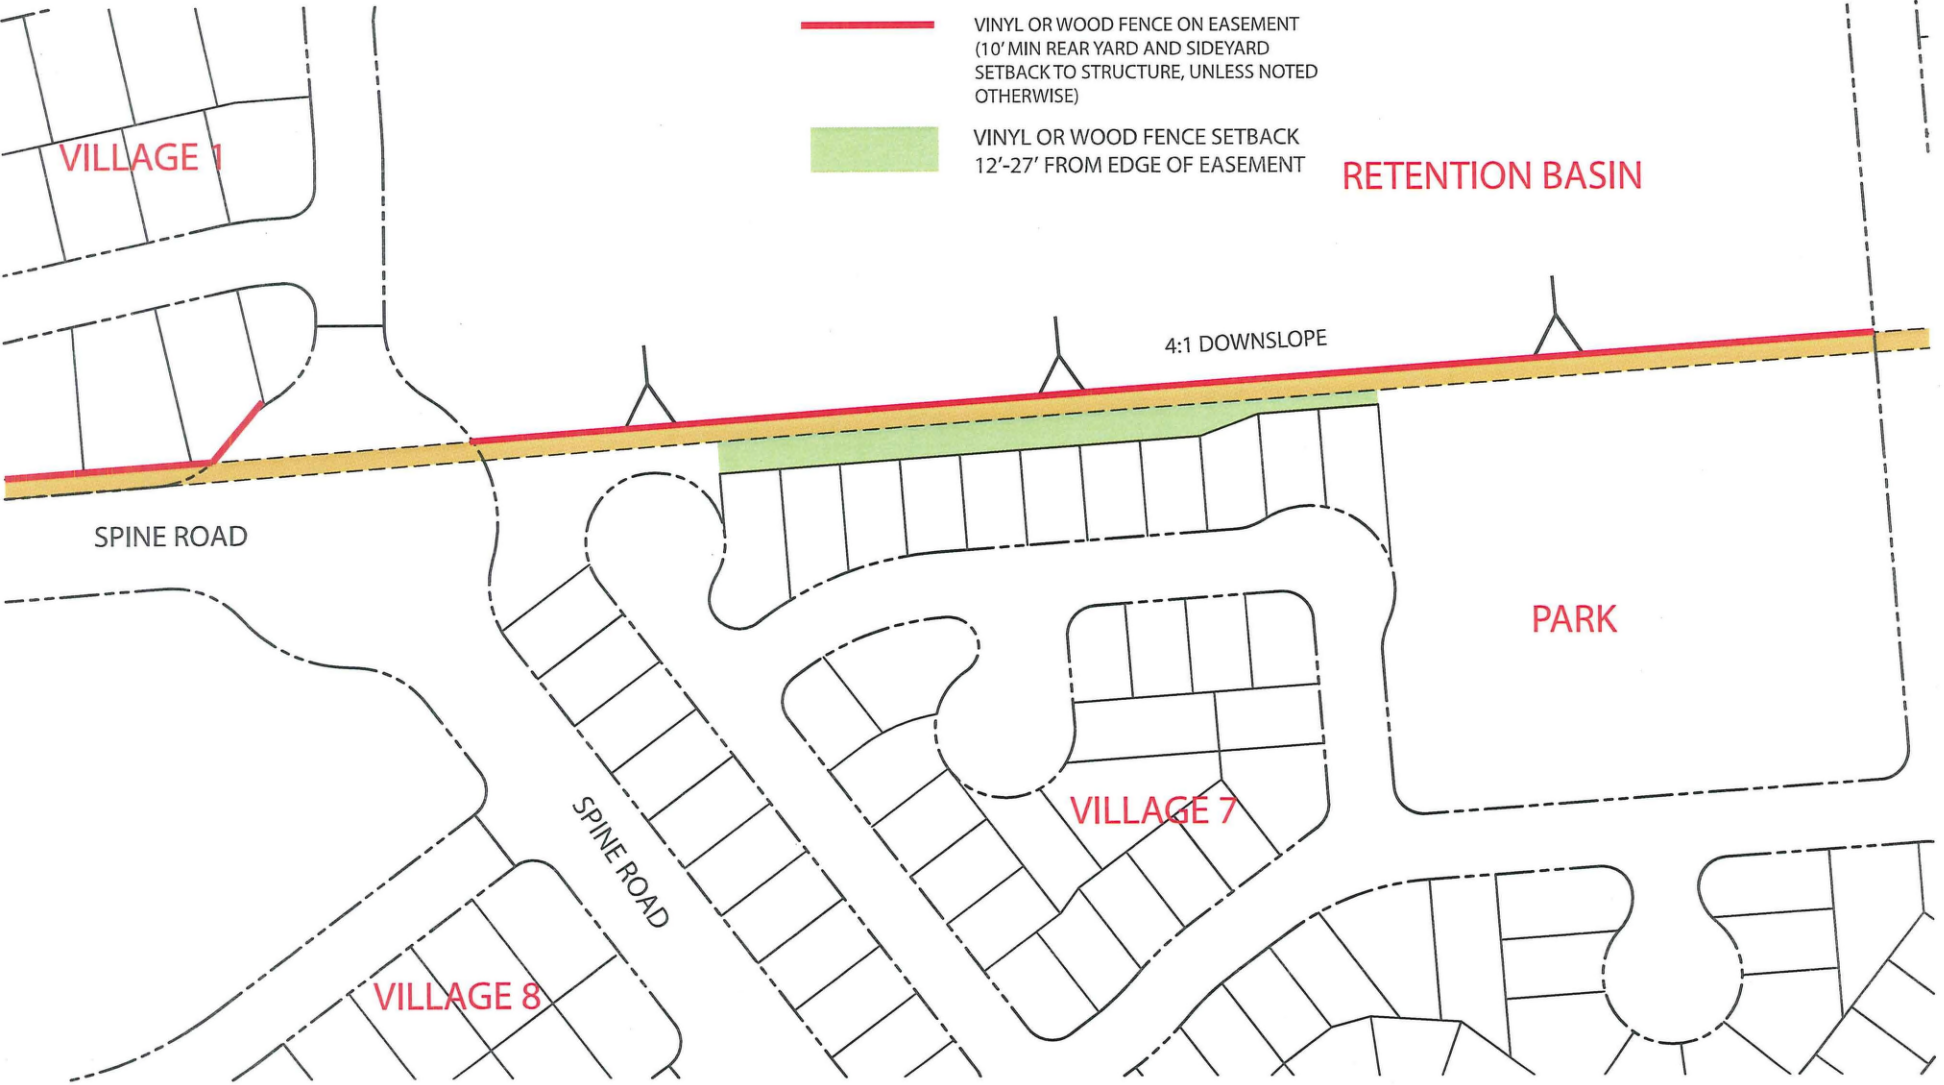 VINYL OR WOOD FENCE ON EASEMENT
(10' MIN REAR YARD AND SIDEYARD
SETBACK TO STRUCTURE, UNLESS NOTED
OTHERWISE)
VINYL OR WOOD FENCE SETBACK
12'-27' FROM EDGE OF EASEMENT
VILLAGE 1
RETENTION BASIN
4:1 DOWNSLOPE
SPINE ROAD
PARK
VILLAGE 7
SPINE ROAD
VILLAGE 8